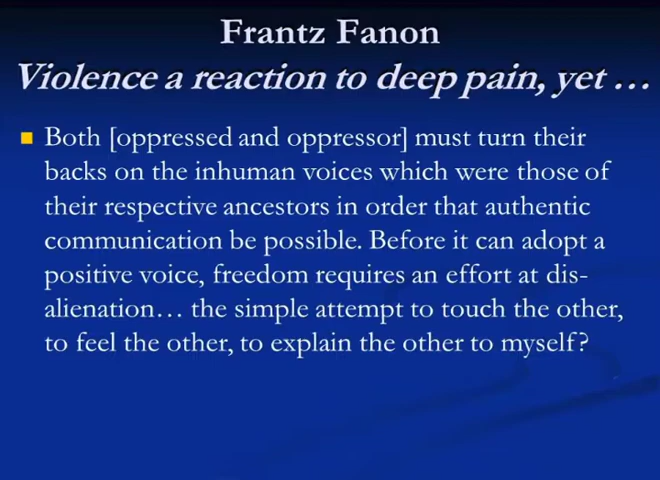 Frantz Fanon
Violence a reaction to deep pain, yet …
Both [oppressed and oppressor] must turn their
backs on the inhuman voices which were those of
their respective ancestors in order that authentic
communication be possible. Before it can adopt a
positive voice, freedom requires an effort at dis-
alienation… the simple attempt to touch the other,
to feel the other, to explain the other to myself?